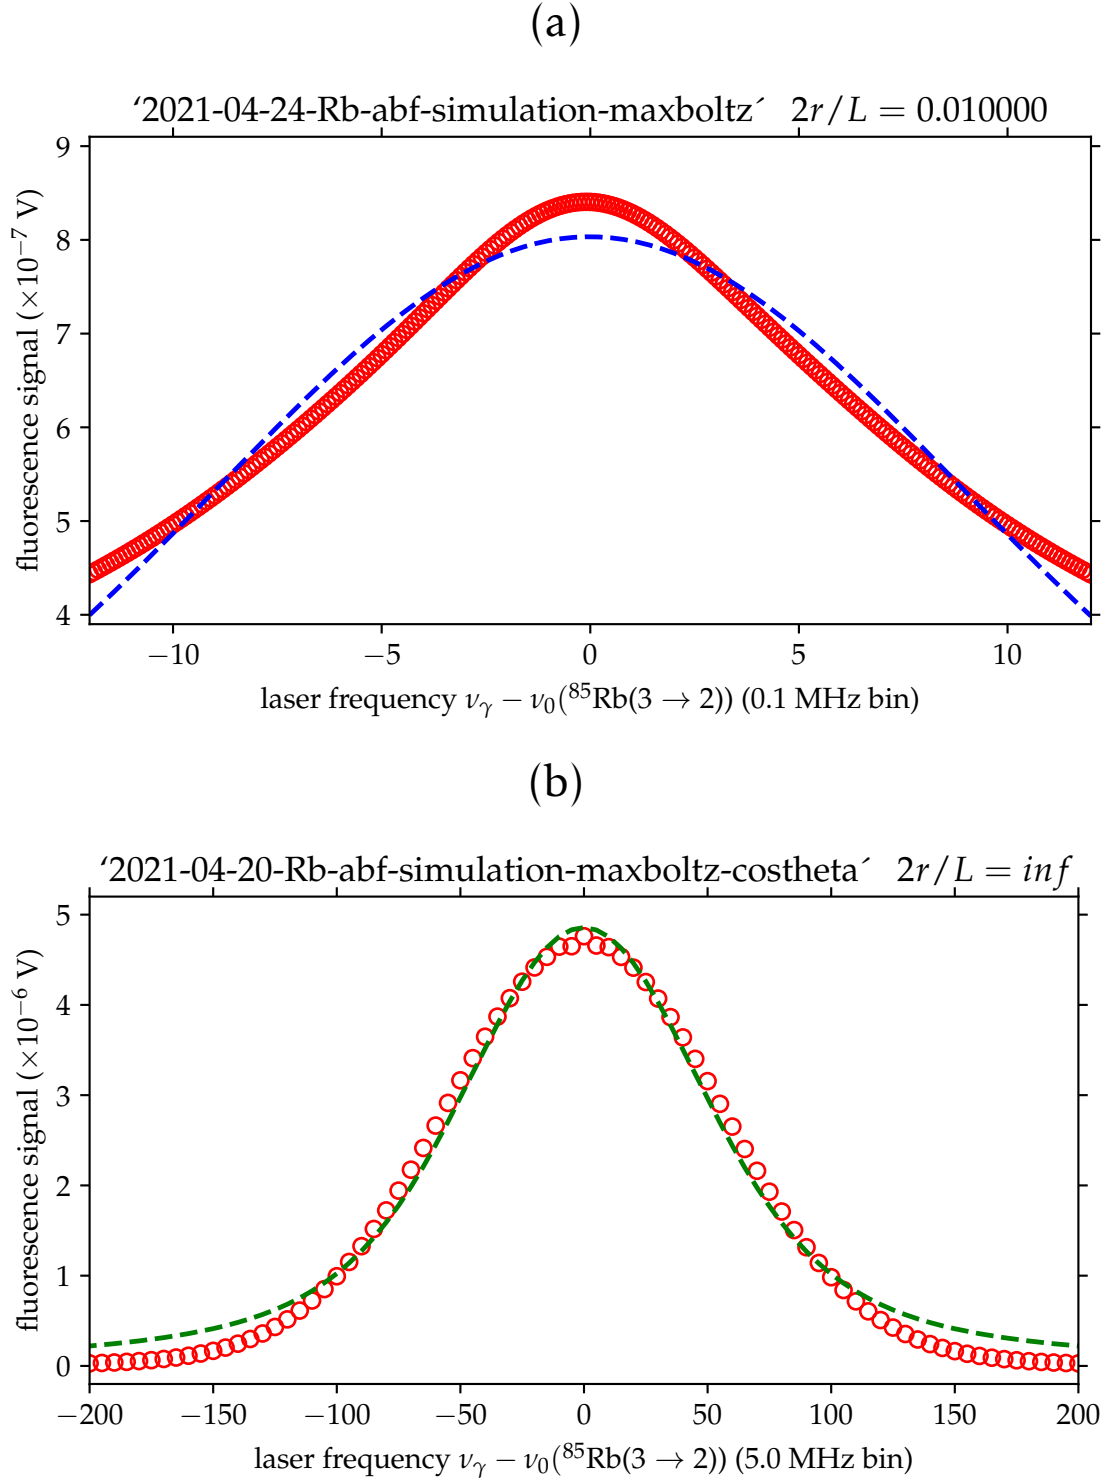 (a)
‘2021-04-24-Rb-abf-simulation-maxboltz´ 2r/L = 0.010000
9
8
7
6
5
4
fluorescence signal (×10⁻⁷ V)
−10 −5 0 5 10
laser frequency ν_γ − ν₀(⁸⁵Rb(3 → 2)) (0.1 MHz bin)
(b)
‘2021-04-20-Rb-abf-simulation-maxboltz-costheta´ 2r/L = inf
5
4
3
2
1
0
fluorescence signal (×10⁻⁶ V)
−200 −150 −100 −50 0 50 100 150 200
laser frequency ν_γ − ν₀(⁸⁵Rb(3 → 2)) (5.0 MHz bin)